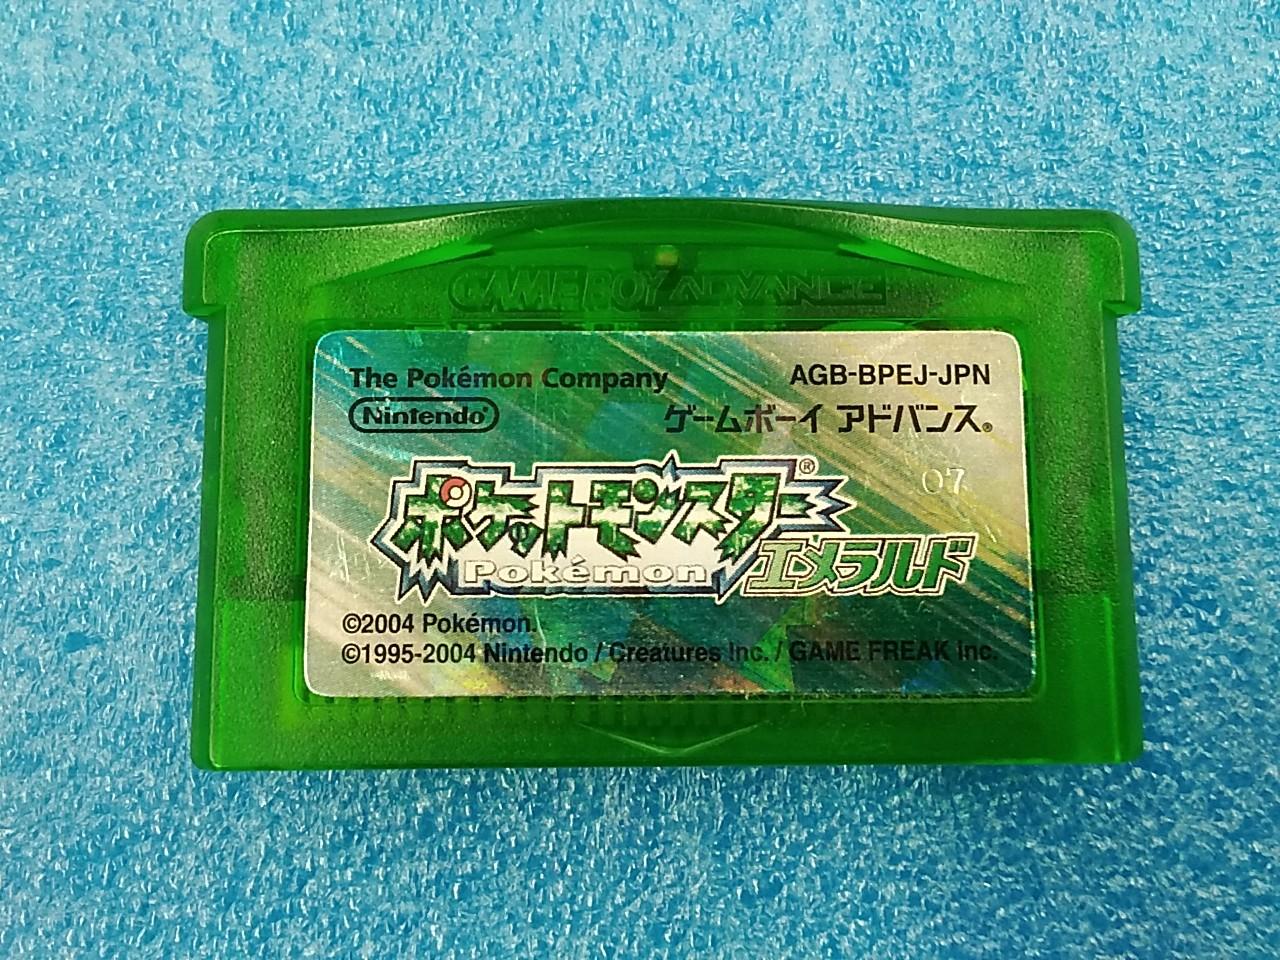 GAME BOY ADVANCE
The Pokémon Company
AGB-BPEJ-JPN
Nintendo®
ゲームボーイ アドバンス®
ポケットモンスター®
07
Pokémon
エメラルド
©2004 Pokémon.
©1995-2004 Nintendo / Creatures Inc. / GAME FREAK Inc.